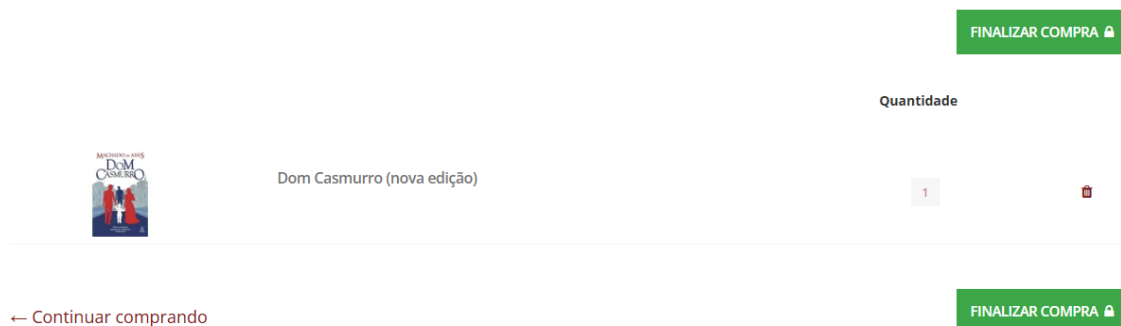 FINALIZAR COMPRA
Quantidade
MACHADO DE ASSIS
DOM
CASMURRO
Dom Casmurro (nova edição)
1
← Continuar comprando
FINALIZAR COMPRA